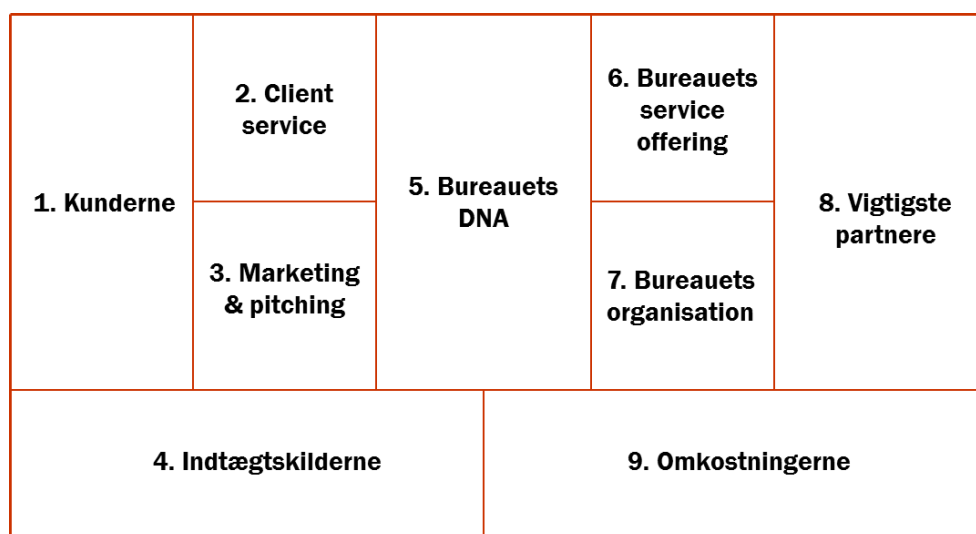 1. Kunderne
2. Client
service
3. Marketing
& pitching
4. Indtægtskilderne
5. Bureauets
DNA
6. Bureauets
service
offering
7. Bureauets
organisation
8. Vigtigste
partnere
9. Omkostningerne